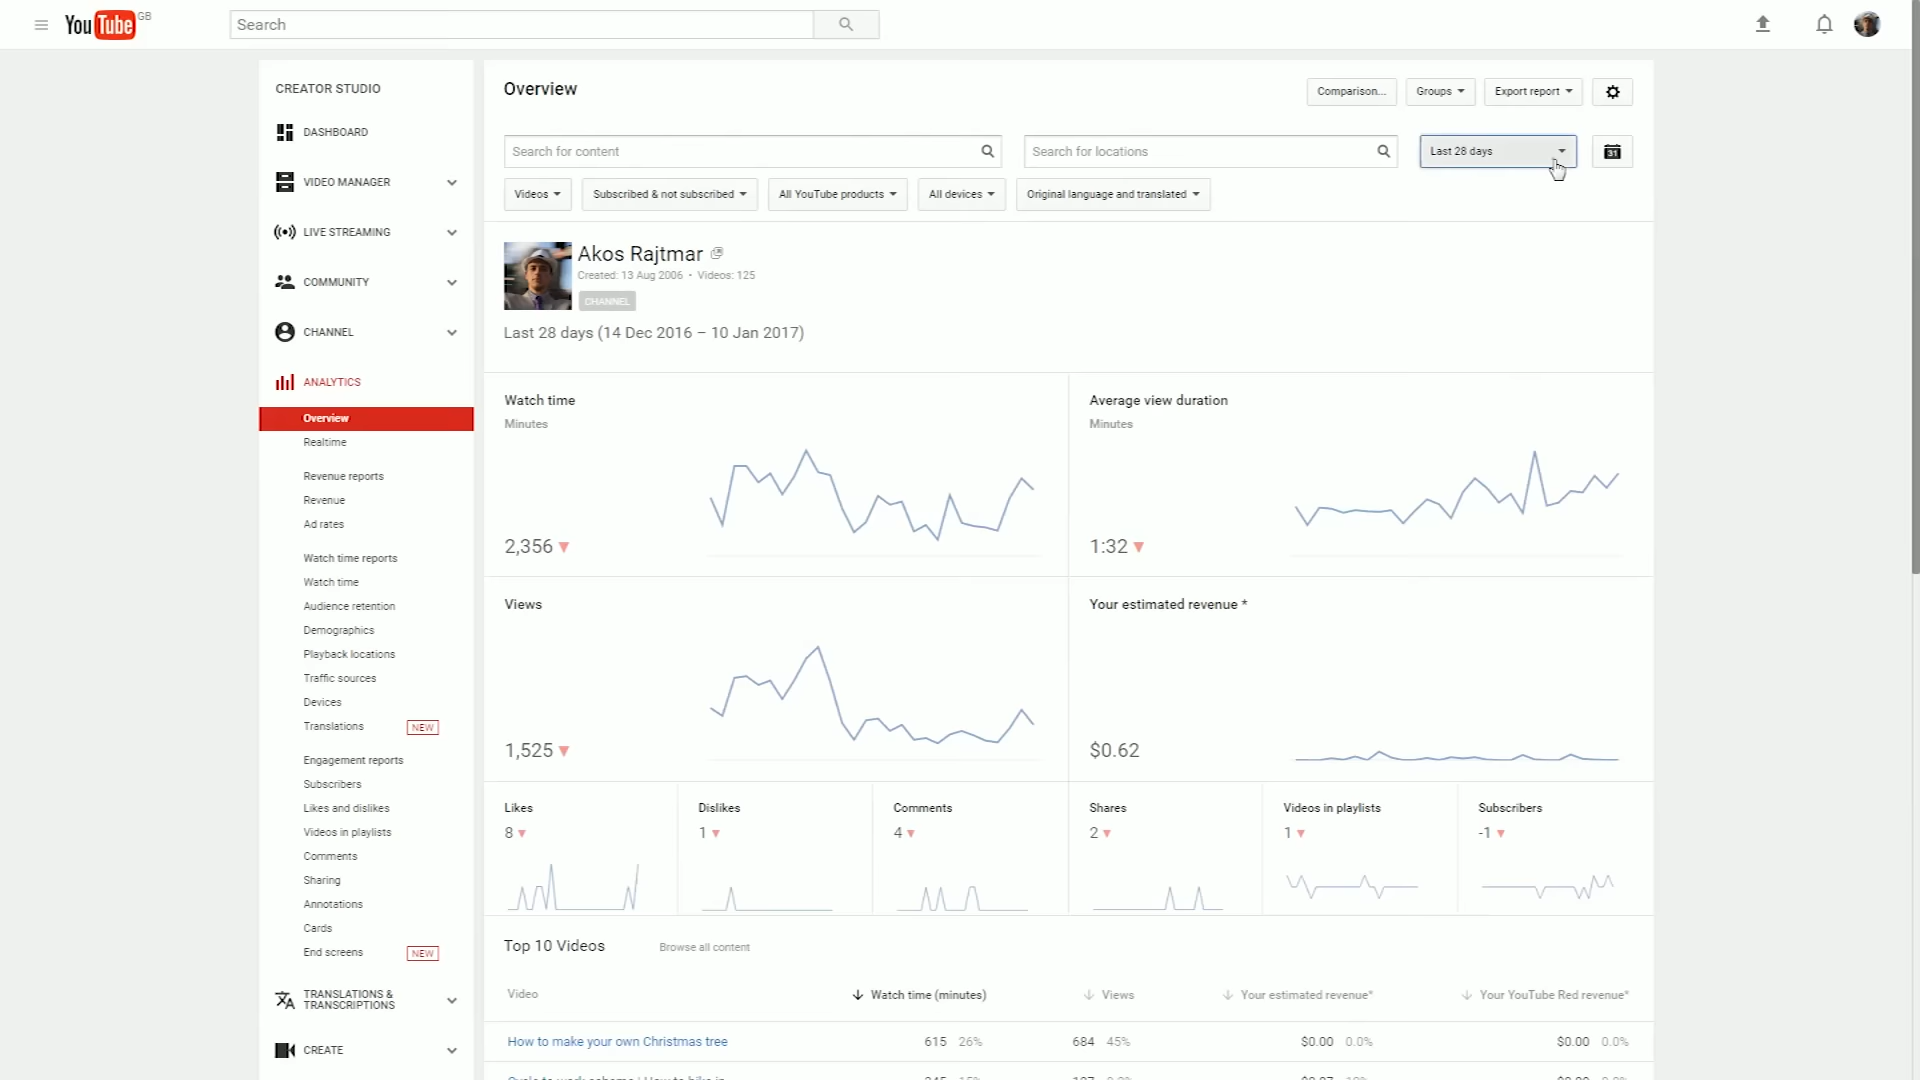 YouTube GB
Search
CREATOR STUDIO
DASHBOARD
VIDEO MANAGER
LIVE STREAMING
COMMUNITY
CHANNEL
ANALYTICS
Overview
Realtime
Revenue reports
Revenue
Ad rates
Watch time reports
Watch time
Audience retention
Demographics
Playback locations
Traffic sources
Devices
Translations NEW
Engagement reports
Subscribers
Likes and dislikes
Videos in playlists
Comments
Sharing
Annotations
Cards
End screens NEW
TRANSLATIONS &
TRANSCRIPTIONS
CREATE
Overview
Comparison... Groups Export report
Search for content Search for locations Last 28 days 31
Videos Subscribed & not subscribed All YouTube products All devices Original language and translated
Akos Rajtmar
Created: 13 Aug 2006 • Videos: 125
CHANNEL
Last 28 days (14 Dec 2016 – 10 Jan 2017)
Watch time
Minutes
2,356
Average view duration
Minutes
1:32
Views
1,525
Your estimated revenue *
$0.62
Likes
8
Dislikes
1
Comments
4
Shares
2
Videos in playlists
1
Subscribers
-1
Top 10 Videos Browse all content
Video Watch time (minutes) Views Your estimated revenue* Your YouTube Red revenue*
How to make your own Christmas tree 615 26% 684 45% $0.00 0.0% $0.00 0.0%